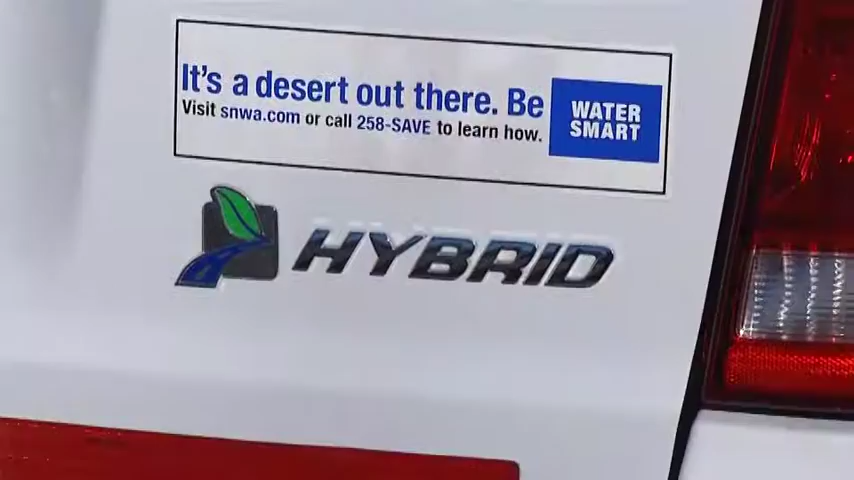 It's a desert out there. Be WATER SMART
Visit snwa.com or call 258-SAVE to learn how.
HYBRID